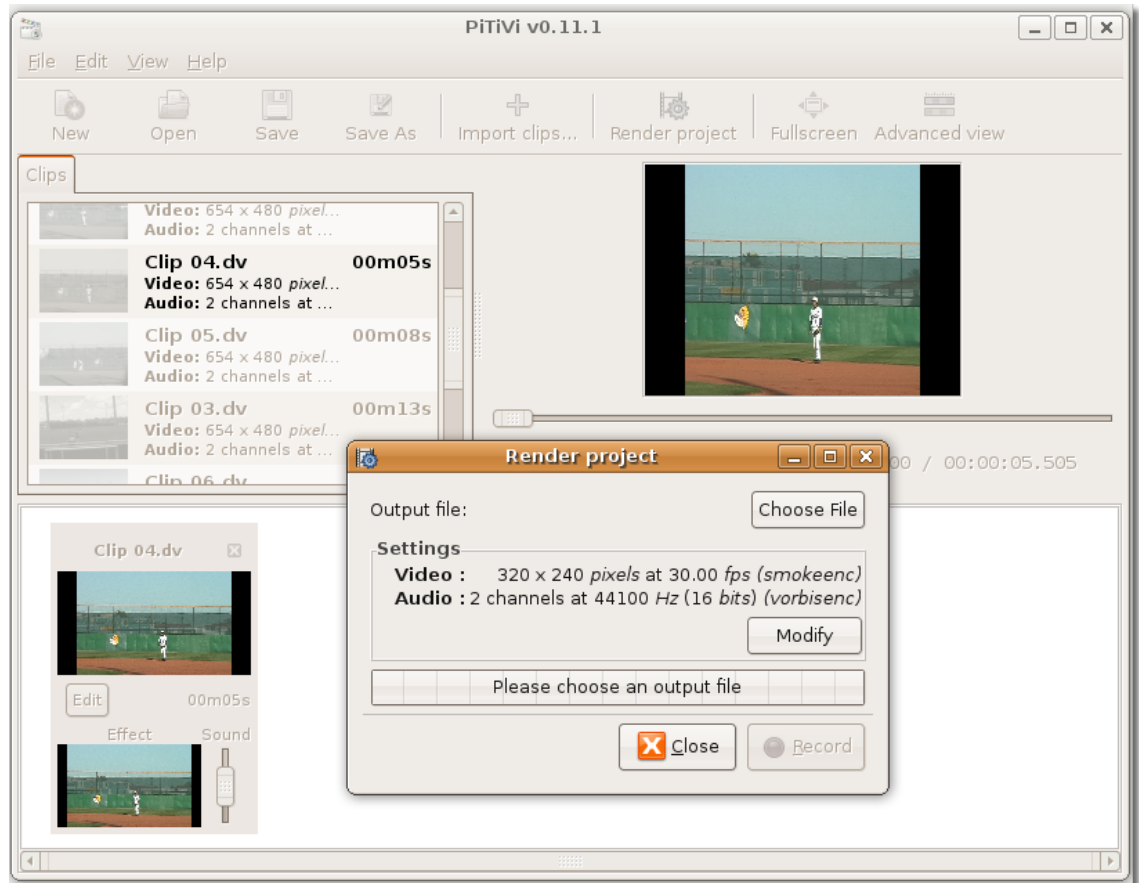 PiTiVi v0.11.1
File Edit View Help
New Open Save Save As Import clips... Render project Fullscreen Advanced view
Clips
Video: 654 x 480 pixel...
Audio: 2 channels at ...
Clip 04.dv 00m05s
Video: 654 x 480 pixel...
Audio: 2 channels at ...
Clip 05.dv 00m08s
Video: 654 x 480 pixel...
Audio: 2 channels at ...
Clip 03.dv 00m13s
Video: 654 x 480 pixel...
Audio: 2 channels at ...
Clip 06.dv
00 / 00:00:05.505
Render project
Output file: Choose File
Settings
Video : 320 x 240 pixels at 30.00 fps (smokeenc)
Audio : 2 channels at 44100 Hz (16 bits) (vorbisenc)
Modify
Please choose an output file
Close Record
Clip 04.dv
Edit 00m05s
Effect Sound